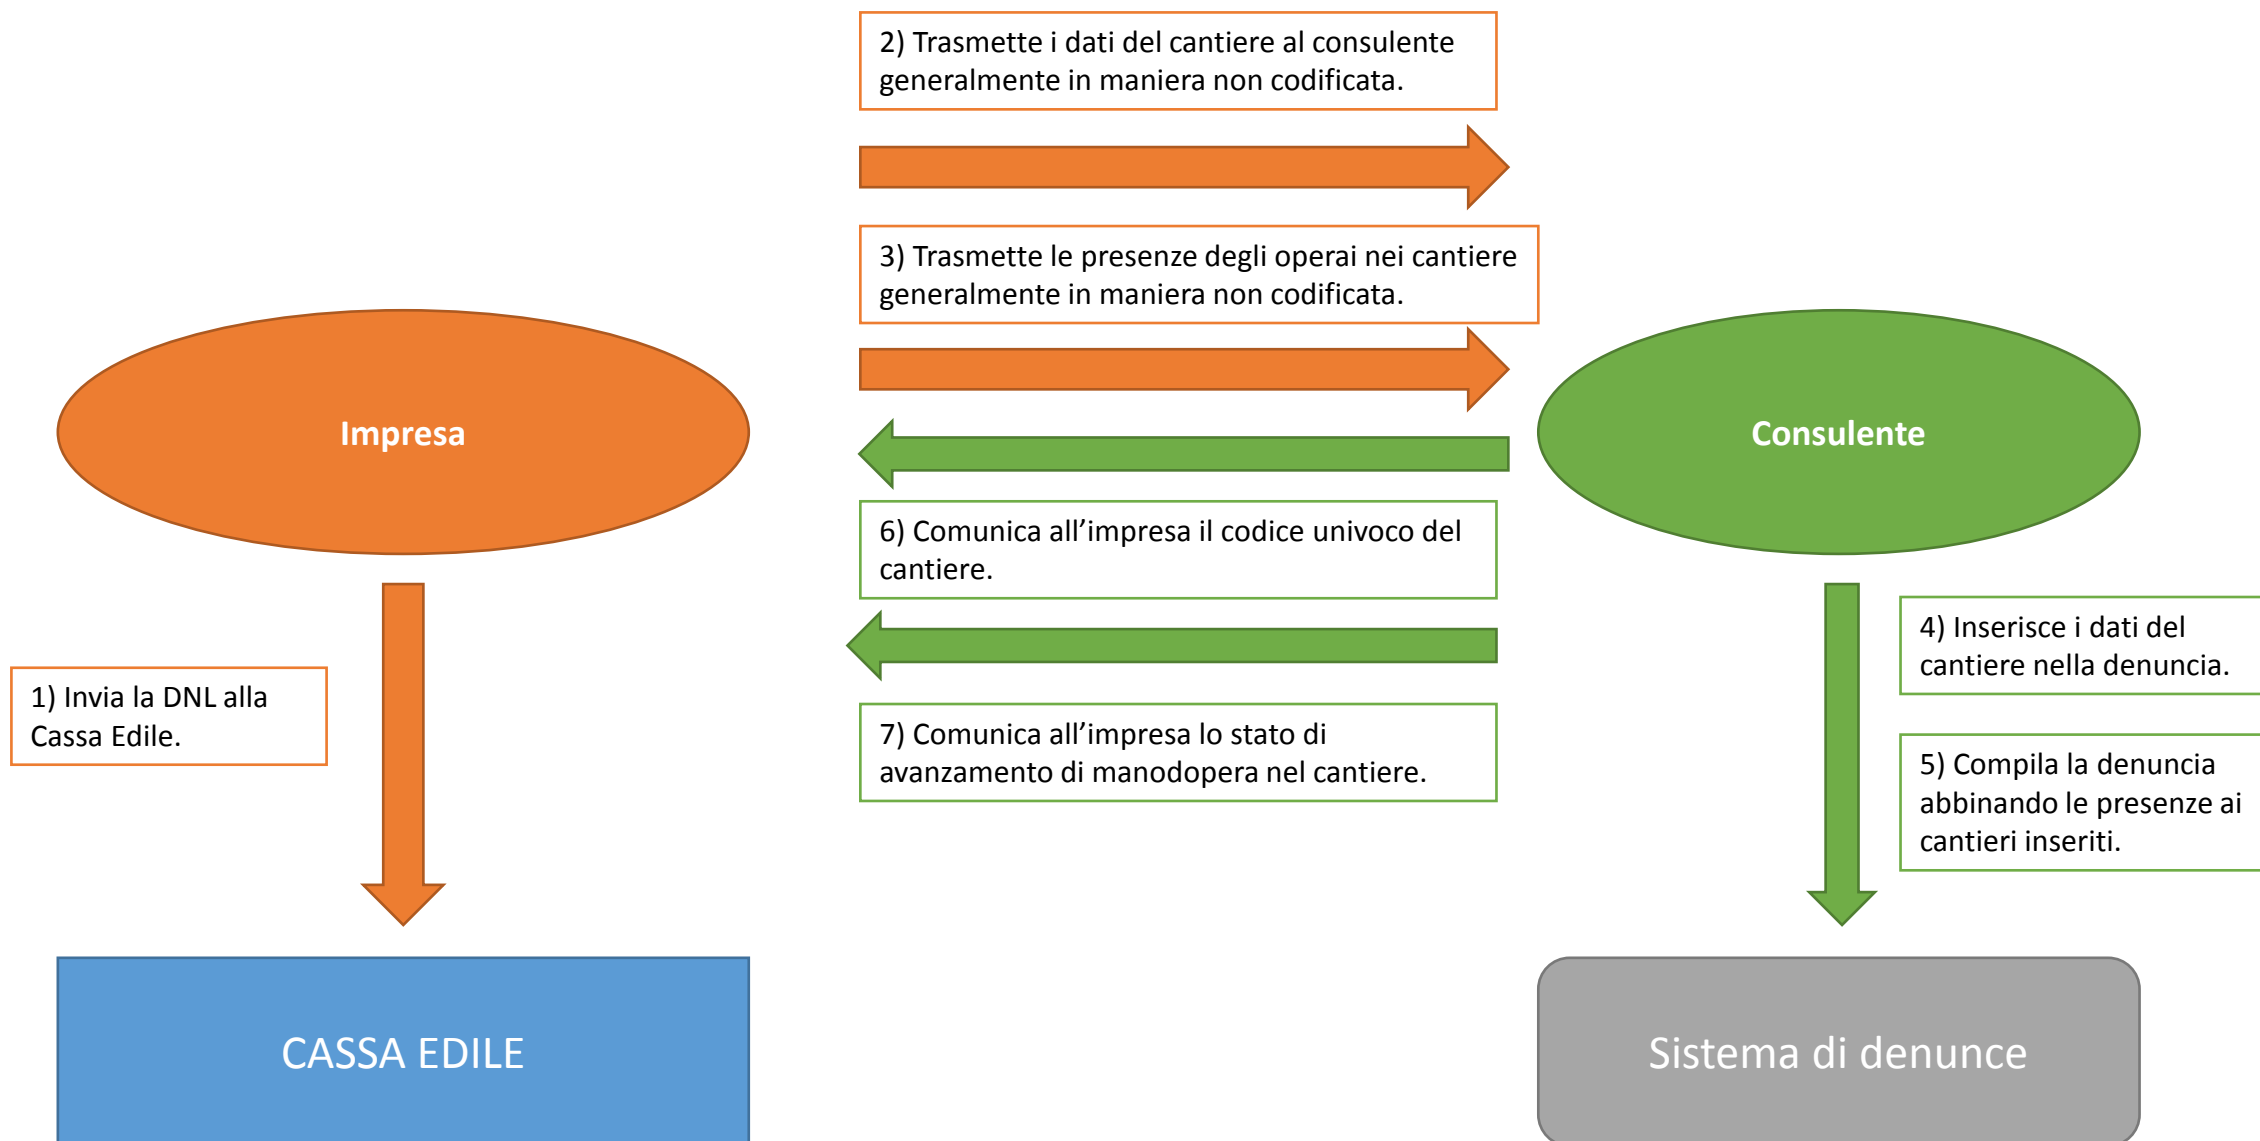 2) Trasmette i dati del cantiere al consulente
generalmente in maniera non codificata.
3) Trasmette le presenze degli operai nei cantiere
generalmente in maniera non codificata.
Impresa
Consulente
6) Comunica all’impresa il codice univoco del
cantiere.
4) Inserisce i dati del
cantiere nella denuncia.
1) Invia la DNL alla
Cassa Edile.
7) Comunica all’impresa lo stato di
avanzamento di manodopera nel cantiere.
5) Compila la denuncia
abbinando le presenze ai
cantieri inseriti.
CASSA EDILE
Sistema di denunce